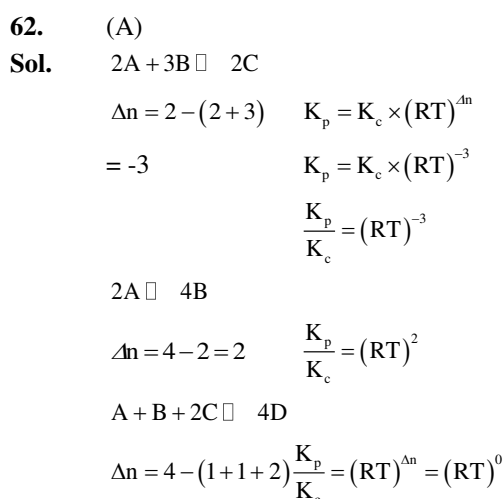 62. (A)
Sol. 2A + 3B □ 2C
Δn = 2 − (2 + 3) K_p = K_c × (RT)^Δn
= -3 K_p = K_c × (RT)^−3
K_p / K_c = (RT)^−3
2A □ 4B
Δn = 4 − 2 = 2 K_p / K_c = (RT)^2
A + B + 2C □ 4D
Δn = 4 − (1 + 1 + 2) K_p / K_c = (RT)^Δn = (RT)^0